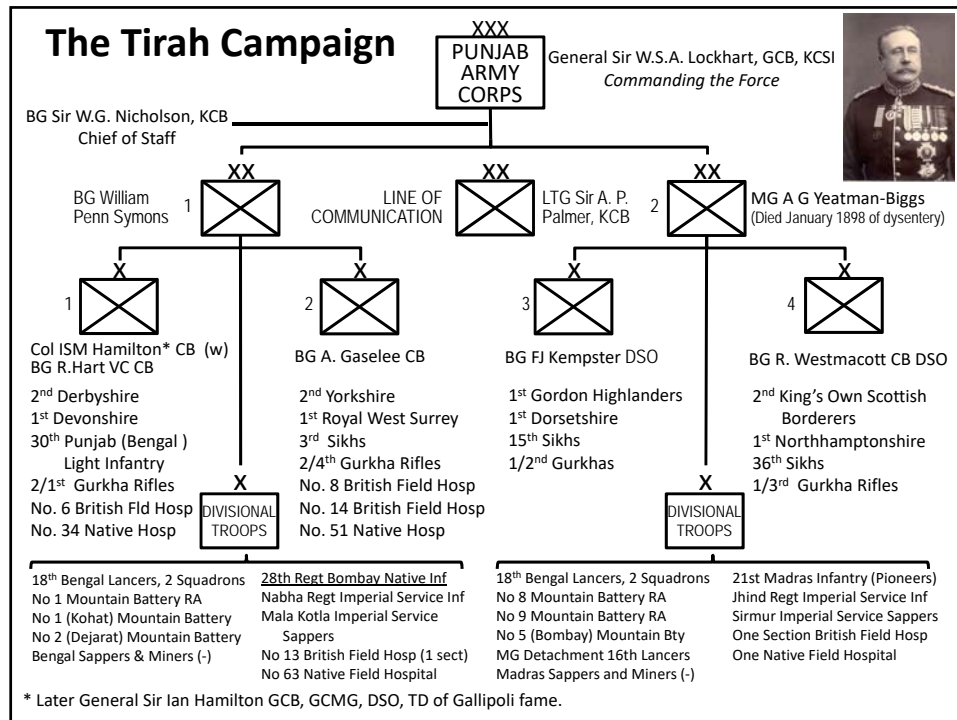 The Tirah Campaign
XXX
PUNJAB
ARMY
CORPS
General Sir W.S.A. Lockhart, GCB, KCSI
Commanding the Force
BG Sir W.G. Nicholson, KCB
Chief of Staff
BG William
Penn Symons
1
XX
LINE OF
COMMUNICATION
XX
LTG Sir A. P.
Palmer, KCB
2
XX
MG A G Yeatman-Biggs
(Died January 1898 of dysentery)
1
X
Col ISM Hamilton* CB (w)
BG R.Hart VC CB
2nd Derbyshire
1st Devonshire
30th Punjab (Bengal )
Light Infantry
2/1st Gurkha Rifles
No. 6 British Fld Hosp
No. 34 Native Hosp
2
X
BG A. Gaselee CB
2nd Yorkshire
1st Royal West Surrey
3rd Sikhs
2/4th Gurkha Rifles
No. 8 British Field Hosp
No. 14 British Field Hosp
No. 51 Native Hosp
3
X
BG FJ Kempster DSO
1st Gordon Highlanders
1st Dorsetshire
15th Sikhs
1/2nd Gurkhas
4
X
BG R. Westmacott CB DSO
2nd King’s Own Scottish
Borderers
1st Northhamptonshire
36th Sikhs
1/3rd Gurkha Rifles
X
DIVISIONAL
TROOPS
18th Bengal Lancers, 2 Squadrons
No 1 Mountain Battery RA
No 1 (Kohat) Mountain Battery
No 2 (Dejarat) Mountain Battery
Bengal Sappers & Miners (-)
28th Regt Bombay Native Inf
Nabha Regt Imperial Service Inf
Mala Kotla Imperial Service
Sappers
No 13 British Field Hosp (1 sect)
No 63 Native Field Hospital
X
DIVISIONAL
TROOPS
18th Bengal Lancers, 2 Squadrons
No 8 Mountain Battery RA
No 9 Mountain Battery RA
No 5 (Bombay) Mountain Bty
MG Detachment 16th Lancers
Madras Sappers and Miners (-)
21st Madras Infantry (Pioneers)
Jhind Regt Imperial Service Inf
Sirmur Imperial Service Sappers
One Section British Field Hosp
One Native Field Hospital
* Later General Sir Ian Hamilton GCB, GCMG, DSO, TD of Gallipoli fame.